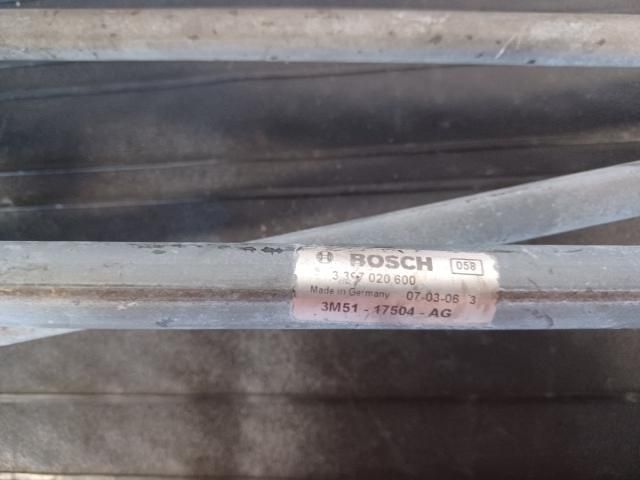 BOSCH 058
3 397 020 600
Made in Germany 07-03-06 3
3M51 - 17504 - AG